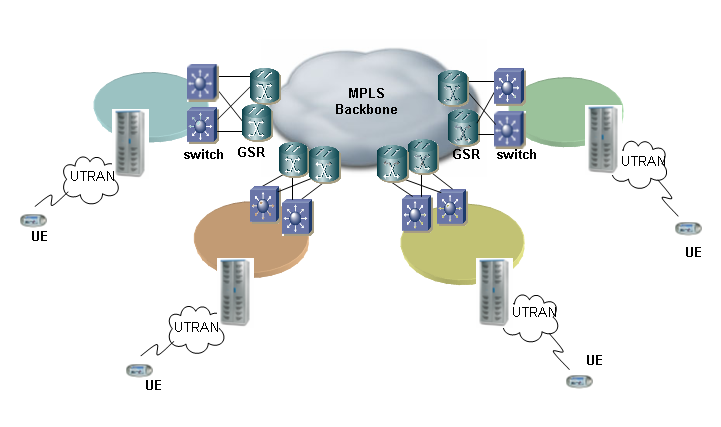 MPLS
Backbone
switch
GSR
GSR
switch
UTRAN
UTRAN
UE
UE
UTRAN
UTRAN
UE
UE